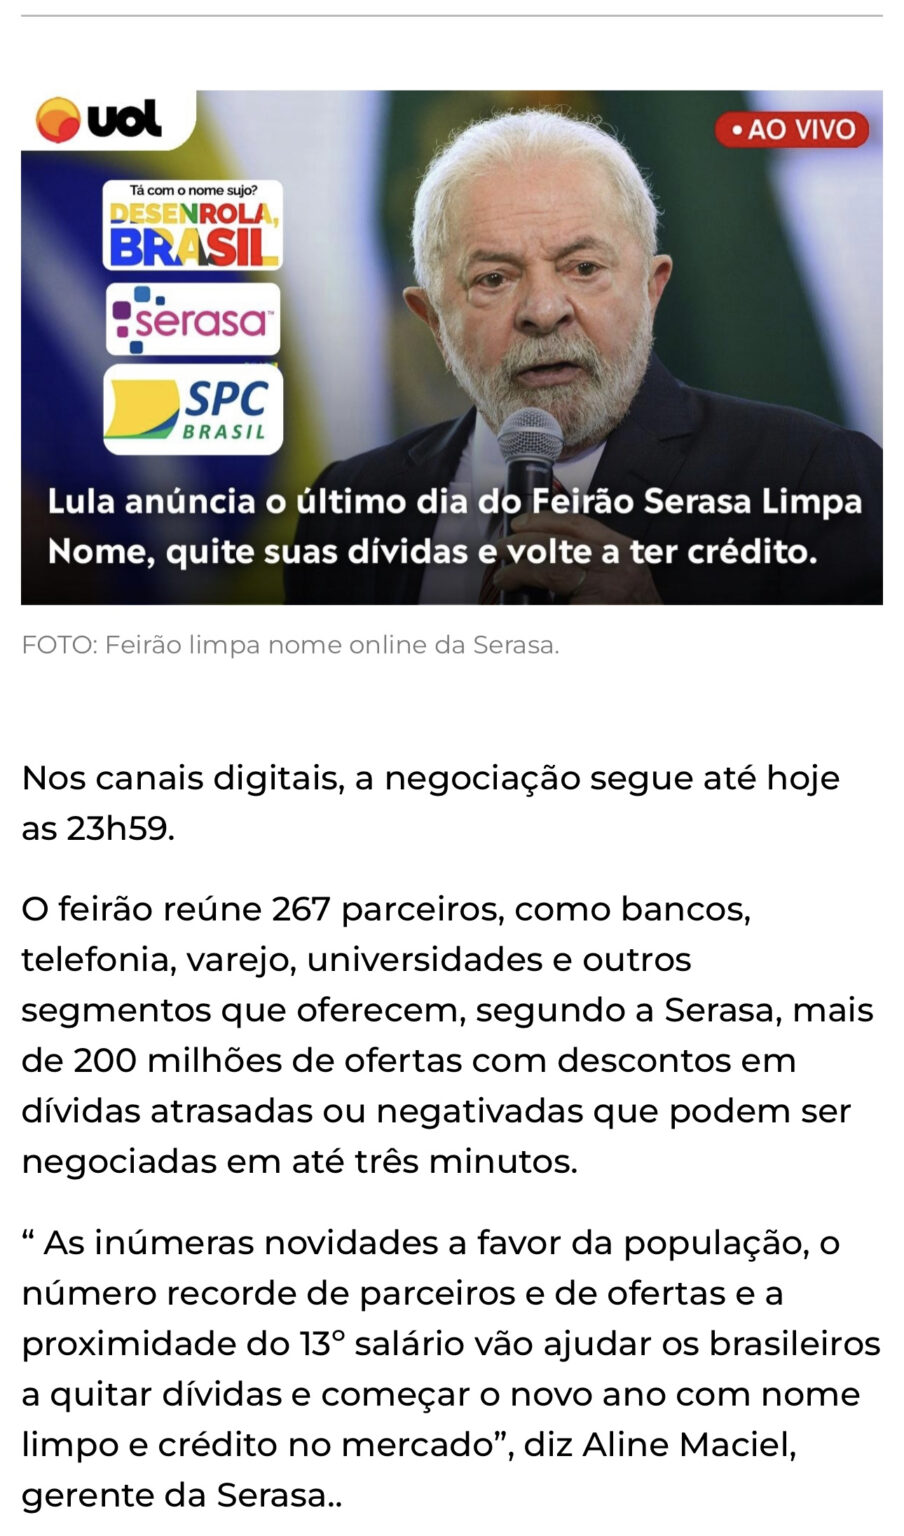 uol
AO VIVO
Tá com o nome sujo?
DESENROLA,
BRASIL
serasa
SPC
BRASIL
Lula anúncia o último dia do Feirão Serasa Limpa
Nome, quite suas dívidas e volte a ter crédito.
FOTO: Feirão limpa nome online da Serasa.
Nos canais digitais, a negociação segue até hoje
as 23h59.
O feirão reúne 267 parceiros, como bancos,
telefonia, varejo, universidades e outros
segmentos que oferecem, segundo a Serasa, mais
de 200 milhões de ofertas com descontos em
dívidas atrasadas ou negativadas que podem ser
negociadas em até três minutos.
“ As inúmeras novidades a favor da população, o
número recorde de parceiros e de ofertas e a
proximidade do 13º salário vão ajudar os brasileiros
a quitar dívidas e começar o novo ano com nome
limpo e crédito no mercado”, diz Aline Maciel,
gerente da Serasa..